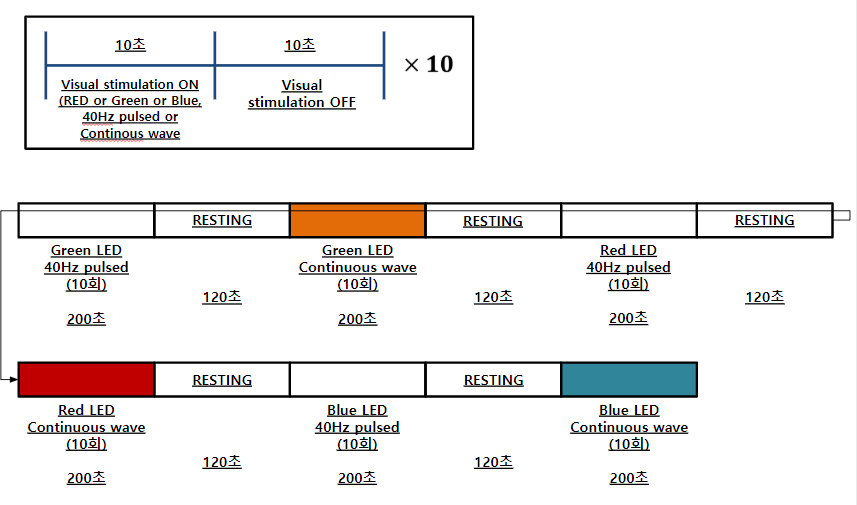 10초
10초
Visual stimulation ON
(RED or Green or Blue,
40Hz pulsed or
Continous wave
Visual
stimulation OFF
× 10
RESTING
RESTING
RESTING
Green LED
40Hz pulsed
(10회)
200초
120초
Green LED
Continuous wave
(10회)
200초
120초
Red LED
40Hz pulsed
(10회)
200초
120초
RESTING
RESTING
Red LED
Continuous wave
(10회)
200초
120초
Blue LED
40Hz pulsed
(10회)
200초
120초
Blue LED
Continuous wave
(10회)
200초